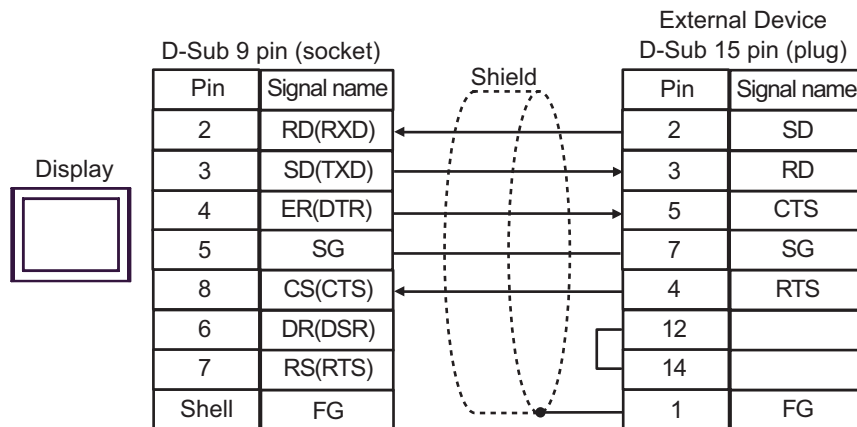 External Device
D-Sub 9 pin (socket) D-Sub 15 pin (plug)
Shield
Pin Signal name Pin Signal name
2 RD(RXD) 2 SD
Display
3 SD(TXD) 3 RD
4 ER(DTR) 5 CTS
5 SG 7 SG
8 CS(CTS) 4 RTS
6 DR(DSR) 12
7 RS(RTS) 14
Shell FG 1 FG